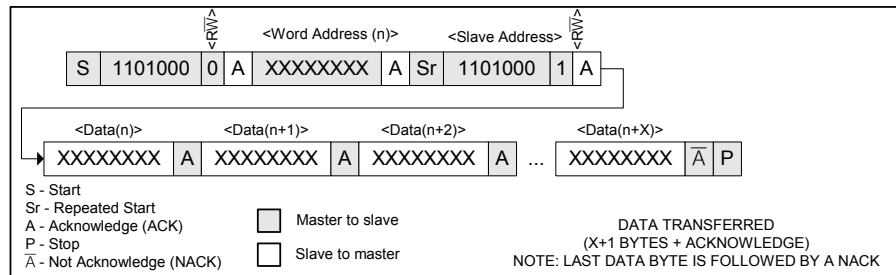 <RW̅> <Word Address (n)> <Slave Address> <RW̅>
S 1101000 0 A XXXXXXXX A Sr 1101000 1 A
<Data(n)> <Data(n+1)> <Data(n+2)> <Data(n+X)>
XXXXXXXX A XXXXXXXX A XXXXXXXX A ... XXXXXXXX A̅ P
S - Start
Sr - Repeated Start
A - Acknowledge (ACK)
P - Stop
A̅ - Not Acknowledge (NACK)
Master to slave
Slave to master
DATA TRANSFERRED
(X+1 BYTES + ACKNOWLEDGE)
NOTE: LAST DATA BYTE IS FOLLOWED BY A NACK